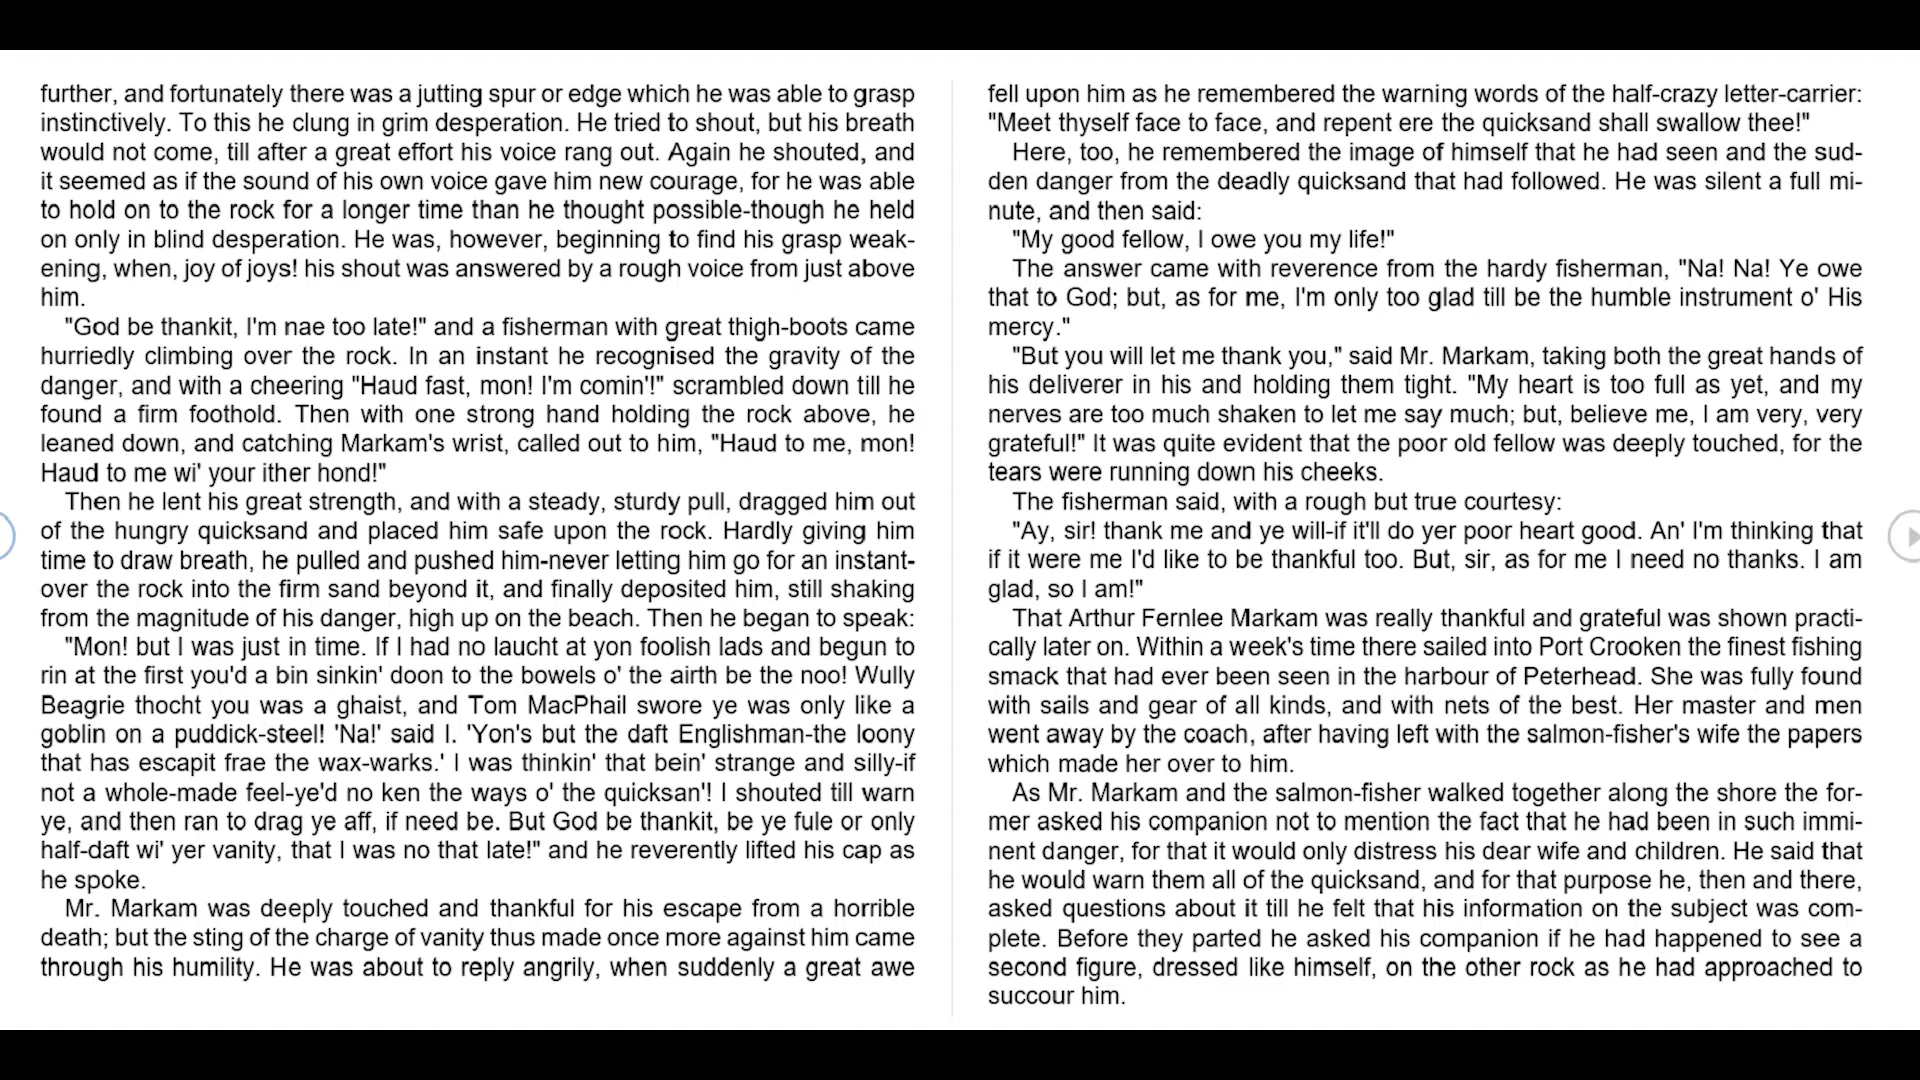 further, and fortunately there was a jutting spur or edge which he was able to grasp
instinctively. To this he clung in grim desperation. He tried to shout, but his breath
would not come, till after a great effort his voice rang out. Again he shouted, and
it seemed as if the sound of his own voice gave him new courage, for he was able
to hold on to the rock for a longer time than he thought possible-though he held
on only in blind desperation. He was, however, beginning to find his grasp weak-
ening, when, joy of joys! his shout was answered by a rough voice from just above
him.
"God be thankit, I'm nae too late!" and a fisherman with great thigh-boots came
hurriedly climbing over the rock. In an instant he recognised the gravity of the
danger, and with a cheering "Haud fast, mon! I'm comin'!" scrambled down till he
found a firm foothold. Then with one strong hand holding the rock above, he
leaned down, and catching Markam's wrist, called out to him, "Haud to me, mon!
Haud to me wi' your ither hond!"
Then he lent his great strength, and with a steady, sturdy pull, dragged him out
of the hungry quicksand and placed him safe upon the rock. Hardly giving him
time to draw breath, he pulled and pushed him-never letting him go for an instant-
over the rock into the firm sand beyond it, and finally deposited him, still shaking
from the magnitude of his danger, high up on the beach. Then he began to speak:
"Mon! but I was just in time. If I had no laucht at yon foolish lads and begun to
rin at the first you'd a bin sinkin' doon to the bowels o' the airth be the noo! Wully
Beagrie thocht you was a ghaist, and Tom MacPhail swore ye was only like a
goblin on a puddick-steel! 'Na!' said I. 'Yon's but the daft Englishman-the loony
that has escapit frae the wax-warks.' I was thinkin' that bein' strange and silly-if
not a whole-made feel-ye'd no ken the ways o' the quicksan'! I shouted till warn
ye, and then ran to drag ye aff, if need be. But God be thankit, be ye fule or only
half-daft wi' yer vanity, that I was no that late!" and he reverently lifted his cap as
he spoke.
Mr. Markam was deeply touched and thankful for his escape from a horrible
death; but the sting of the charge of vanity thus made once more against him came
through his humility. He was about to reply angrily, when suddenly a great awe
fell upon him as he remembered the warning words of the half-crazy letter-carrier:
"Meet thyself face to face, and repent ere the quicksand shall swallow thee!"
Here, too, he remembered the image of himself that he had seen and the sud-
den danger from the deadly quicksand that had followed. He was silent a full mi-
nute, and then said:
"My good fellow, I owe you my life!"
The answer came with reverence from the hardy fisherman, "Na! Na! Ye owe
that to God; but, as for me, I'm only too glad till be the humble instrument o' His
mercy."
"But you will let me thank you," said Mr. Markam, taking both the great hands of
his deliverer in his and holding them tight. "My heart is too full as yet, and my
nerves are too much shaken to let me say much; but, believe me, I am very, very
grateful!" It was quite evident that the poor old fellow was deeply touched, for the
tears were running down his cheeks.
The fisherman said, with a rough but true courtesy:
"Ay, sir! thank me and ye will-if it'll do yer poor heart good. An' I'm thinking that
if it were me I'd like to be thankful too. But, sir, as for me I need no thanks. I am
glad, so I am!"
That Arthur Fernlee Markam was really thankful and grateful was shown practi-
cally later on. Within a week's time there sailed into Port Crooken the finest fishing
smack that had ever been seen in the harbour of Peterhead. She was fully found
with sails and gear of all kinds, and with nets of the best. Her master and men
went away by the coach, after having left with the salmon-fisher's wife the papers
which made her over to him.
As Mr. Markam and the salmon-fisher walked together along the shore the for-
mer asked his companion not to mention the fact that he had been in such immi-
nent danger, for that it would only distress his dear wife and children. He said that
he would warn them all of the quicksand, and for that purpose he, then and there,
asked questions about it till he felt that his information on the subject was com-
plete. Before they parted he asked his companion if he had happened to see a
second figure, dressed like himself, on the other rock as he had approached to
succour him.